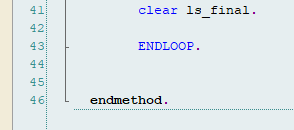 41 clear ls_final.
42
43 ENDLOOP.
44
45
46 endmethod.